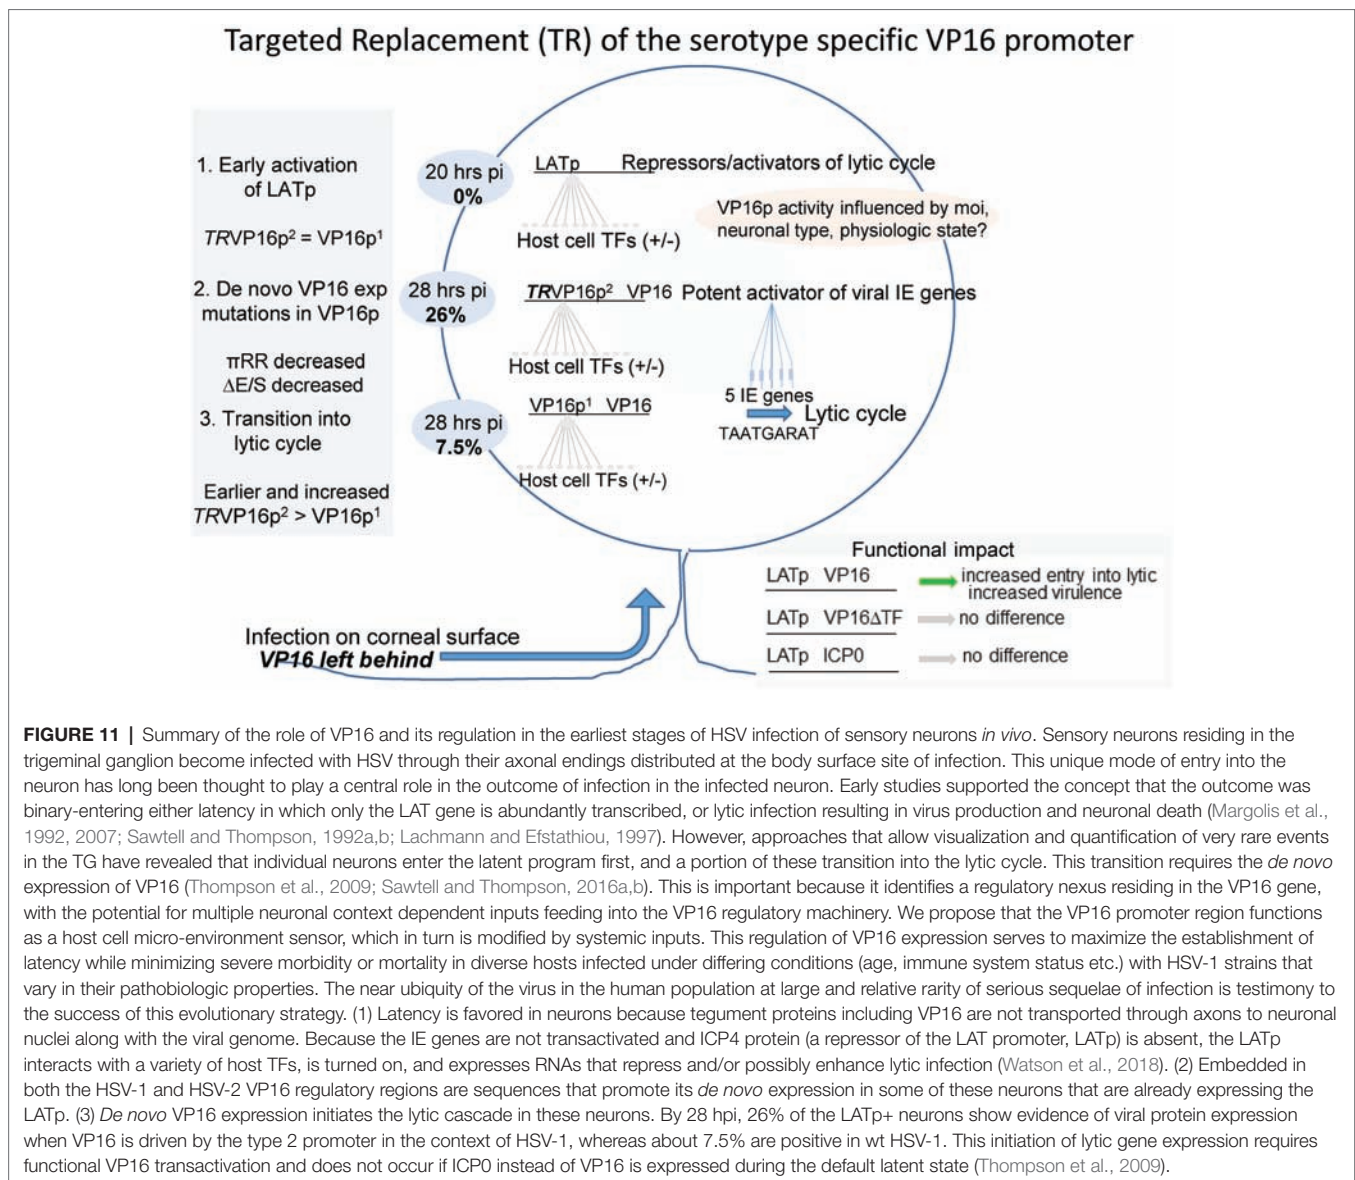 Targeted Replacement (TR) of the serotype specific VP16 promoter
1. Early activation
of LATp
TRVP16p² = VP16p¹
2. De novo VP16 exp
mutations in VP16p
πRR decreased
ΔE/S decreased
3. Transition into
lytic cycle
Earlier and increased
TRVP16p² > VP16p¹
20 hrs pi
0%
LATp Repressors/activators of lytic cycle
Host cell TFs (+/-)
VP16p activity influenced by moi,
neuronal type, physiologic state?
28 hrs pi
26%
TRVP16p² VP16 Potent activator of viral IE genes
Host cell TFs (+/-)
5 IE genes
Lytic cycle
TAATGARAT
28 hrs pi
7.5%
VP16p¹ VP16
Host cell TFs (+/-)
Infection on corneal surface
VP16 left behind
Functional impact
LATp VP16 increased entry into lytic
increased virulence
LATp VP16ΔTF no difference
LATp ICP0 no difference
FIGURE 11 | Summary of the role of VP16 and its regulation in the earliest stages of HSV infection of sensory neurons in vivo. Sensory neurons residing in the
trigeminal ganglion become infected with HSV through their axonal endings distributed at the body surface site of infection. This unique mode of entry into the
neuron has long been thought to play a central role in the outcome of infection in the infected neuron. Early studies supported the concept that the outcome was
binary-entering either latency in which only the LAT gene is abundantly transcribed, or lytic infection resulting in virus production and neuronal death (Margolis et al.,
1992, 2007; Sawtell and Thompson, 1992a,b; Lachmann and Efstathiou, 1997). However, approaches that allow visualization and quantification of very rare events
in the TG have revealed that individual neurons enter the latent program first, and a portion of these transition into the lytic cycle. This transition requires the de novo
expression of VP16 (Thompson et al., 2009; Sawtell and Thompson, 2016a,b). This is important because it identifies a regulatory nexus residing in the VP16 gene,
with the potential for multiple neuronal context dependent inputs feeding into the VP16 regulatory machinery. We propose that the VP16 promoter region functions
as a host cell micro-environment sensor, which in turn is modified by systemic inputs. This regulation of VP16 expression serves to maximize the establishment of
latency while minimizing severe morbidity or mortality in diverse hosts infected under differing conditions (age, immune system status etc.) with HSV-1 strains that
vary in their pathobiologic properties. The near ubiquity of the virus in the human population at large and relative rarity of serious sequelae of infection is testimony to
the success of this evolutionary strategy. (1) Latency is favored in neurons because tegument proteins including VP16 are not transported through axons to neuronal
nuclei along with the viral genome. Because the IE genes are not transactivated and ICP4 protein (a repressor of the LAT promoter, LATp) is absent, the LATp
interacts with a variety of host TFs, is turned on, and expresses RNAs that repress and/or possibly enhance lytic infection (Watson et al., 2018). (2) Embedded in
both the HSV-1 and HSV-2 VP16 regulatory regions are sequences that promote its de novo expression in some of these neurons that are already expressing the
LATp. (3) De novo VP16 expression initiates the lytic cascade in these neurons. By 28 hpi, 26% of the LATp+ neurons show evidence of viral protein expression
when VP16 is driven by the type 2 promoter in the context of HSV-1, whereas about 7.5% are positive in wt HSV-1. This initiation of lytic gene expression requires
functional VP16 transactivation and does not occur if ICP0 instead of VP16 is expressed during the default latent state (Thompson et al., 2009).